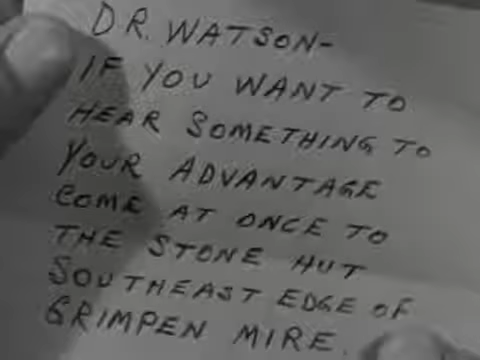 DR. WATSON-
IF YOU WANT TO
HEAR SOMETHING TO
YOUR ADVANTAGE
COME AT ONCE TO
THE STONE HUT
SOUTHEAST EDGE OF
GRIMPEN MIRE.